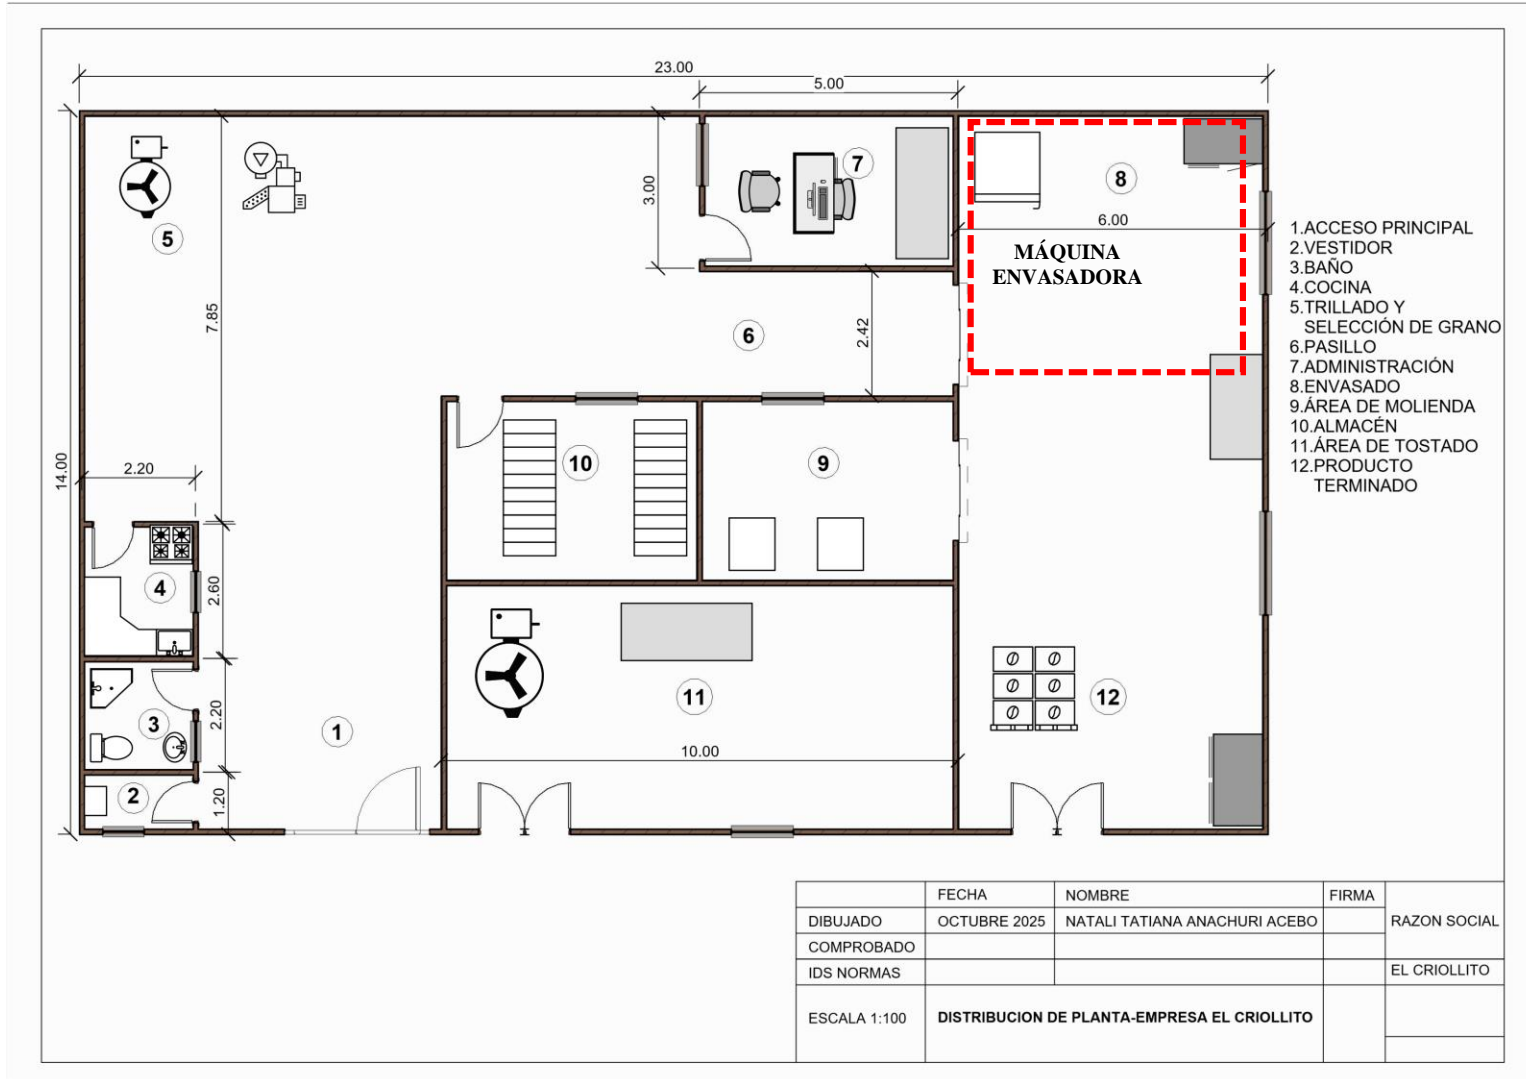 23.00
5.00
7
8
3.00
5
6.00
1.ACCESO PRINCIPAL
2.VESTIDOR
3.BAÑO
4.COCINA
5.TRILLADO Y
SELECCIÓN DE GRANO
6.PASILLO
7.ADMINISTRACIÓN
8.ENVASADO
9.ÁREA DE MOLIENDA
10.ALMACÉN
11.ÁREA DE TOSTADO
12.PRODUCTO
TERMINADO
MÁQUINA
ENVASADORA
7.85
6
2.42
14.00
2.20
10
9
4
2.60
3
2.20
1
11
12
10.00
2
1.20
FECHA NOMBRE FIRMA
DIBUJADO OCTUBRE 2025 NATALI TATIANA ANACHURI ACEBO RAZON SOCIAL
COMPROBADO
IDS NORMAS EL CRIOLLITO
ESCALA 1:100 DISTRIBUCION DE PLANTA-EMPRESA EL CRIOLLITO